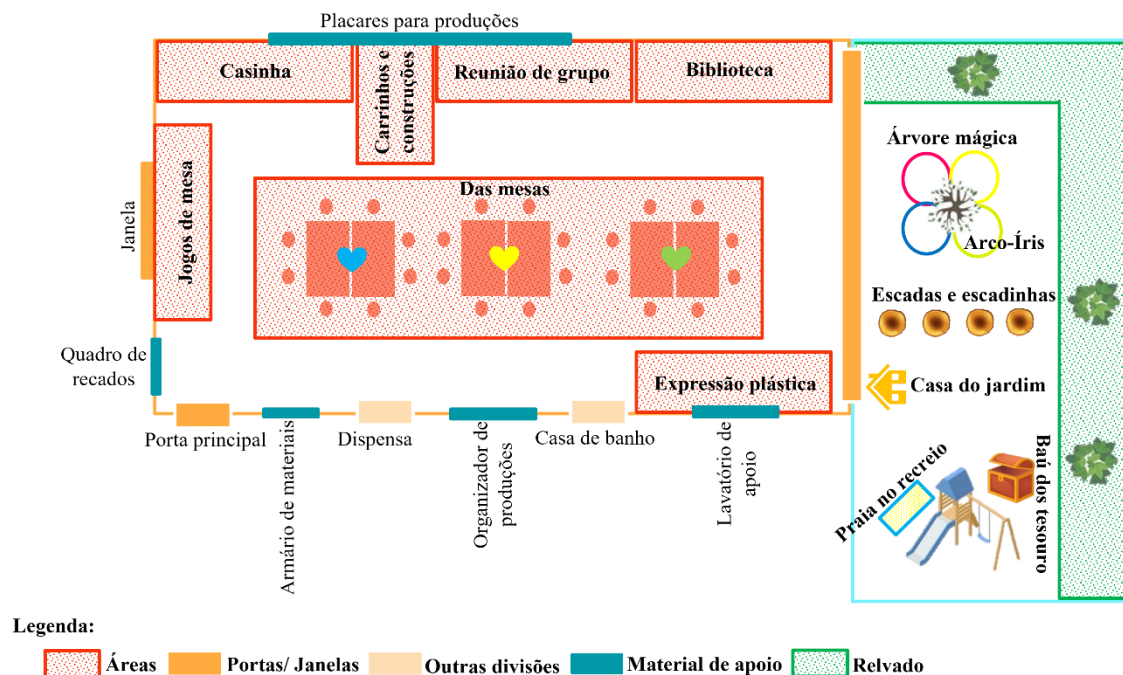 Placares para produções
Casinha
Carrinhos e
construções
Reunião de grupo
Biblioteca
Árvore mágica
Arco-Íris
Janela
Jogos de mesa
Das mesas
Escadas e escadinhas
Quadro de
recados
Expressão plástica
Casa do jardim
Porta principal
Armário de materiais
Dispensa
Organizador de
produções
Casa de banho
Lavatório de
apoio
Praia no recreio
Baú dos
tesouro
Legenda:
Áreas
Portas/ Janelas
Outras divisões
Material de apoio
Relvado